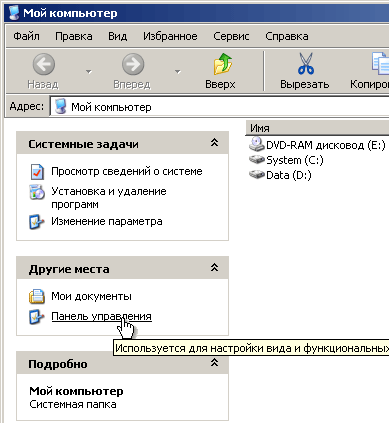 Мой компьютер
Файл Правка Вид Избранное Сервис Справка
Назад Вперед Вверх Вырезать Копиро
Адрес: Мой компьютер
Системные задачи
Просмотр сведений о системе
Установка и удаление
программ
Изменение параметра
Другие места
Мои документы
Панель управления
Используется для настройки вида и функциональных
Подробно
Мой компьютер
Системная папка
Имя
DVD-RAM дисковод (E:)
System (C:)
Data (D:)